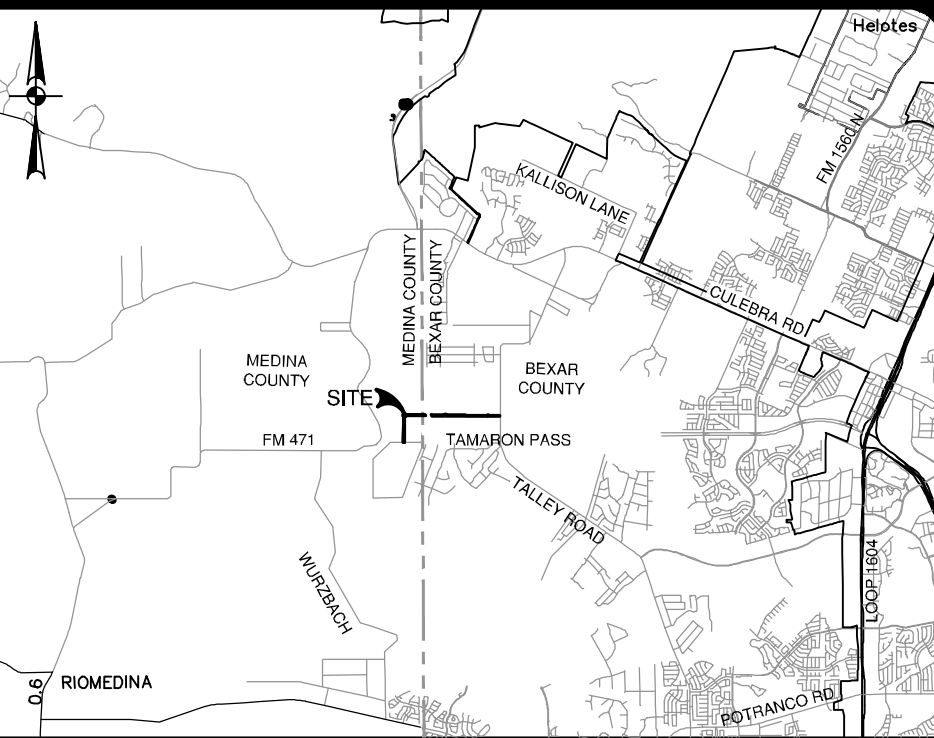 Helotes
FM 1560 N
KALLISON LANE
MEDINA COUNTY
BEXAR COUNTY
CULEBRA RD
MEDINA
COUNTY
BEXAR
COUNTY
SITE
FM 471
TAMARON PASS
TALLEY ROAD
WURZBACH
LOOP 1604
RIOMEDINA
0.6
POTRANCO RD